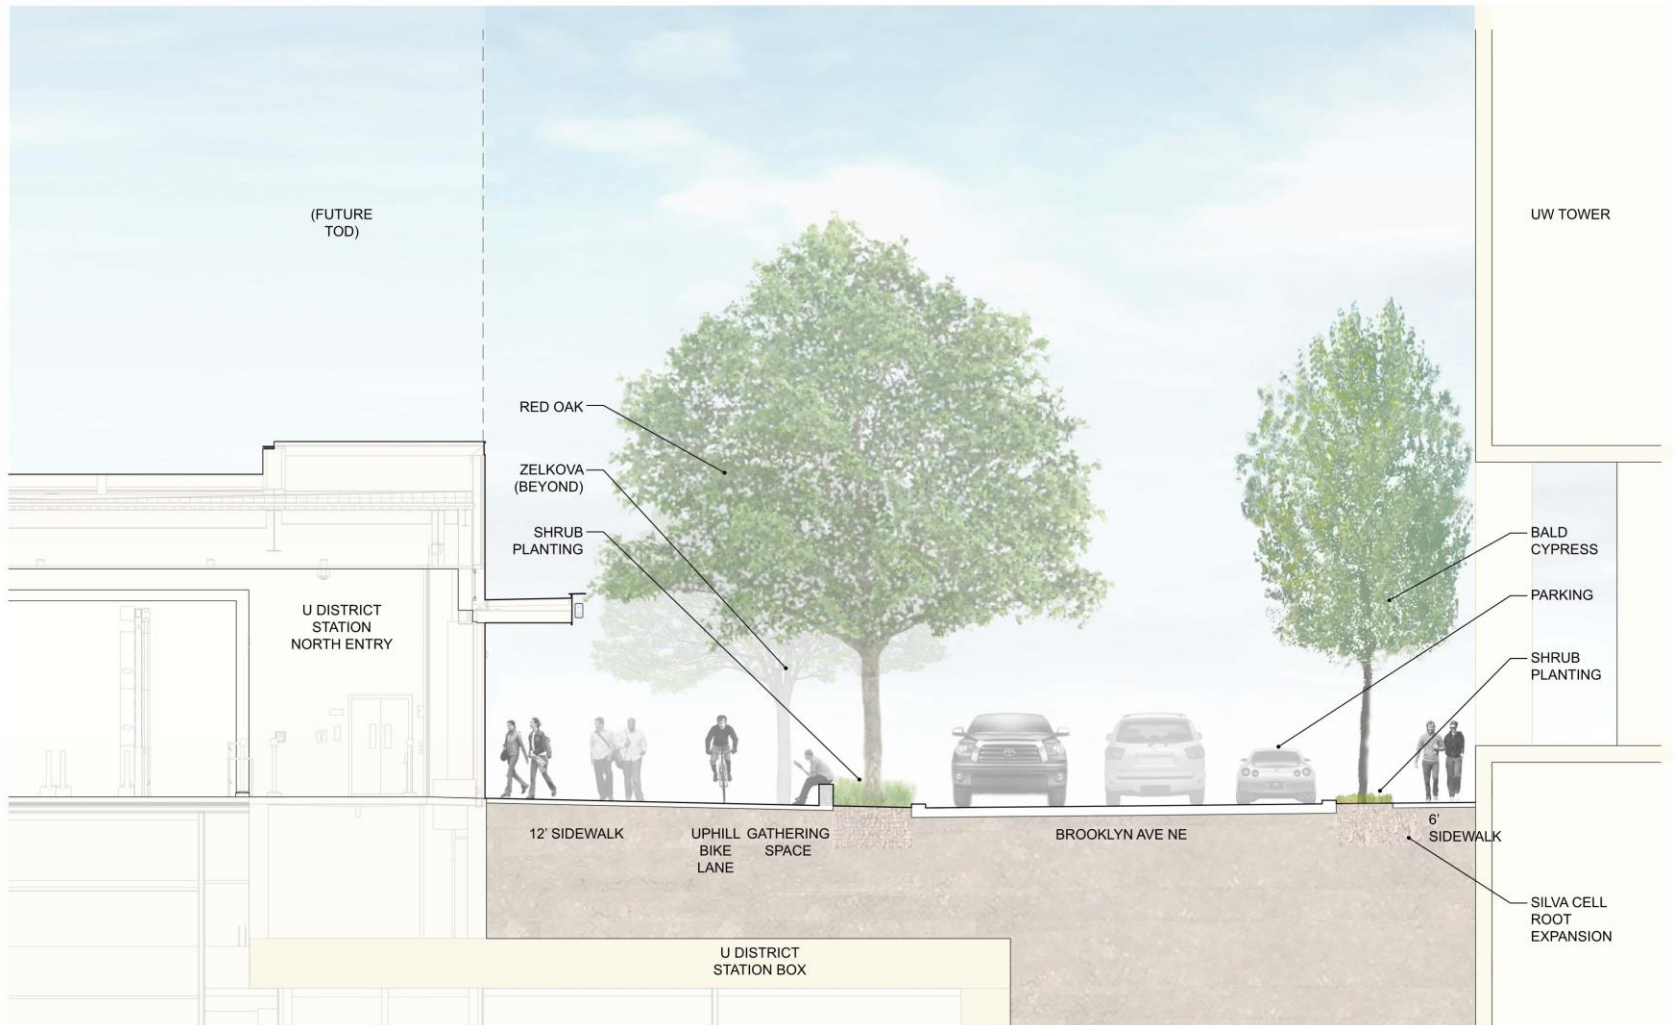 (FUTURE
TOD)
UW TOWER
RED OAK
ZELKOVA
(BEYOND)
SHRUB
PLANTING
BALD
CYPRESS
PARKING
SHRUB
PLANTING
U DISTRICT
STATION
NORTH ENTRY
12' SIDEWALK
UPHILL
BIKE
LANE
GATHERING
SPACE
BROOKLYN AVE NE
6'
SIDEWALK
SILVA CELL
ROOT
EXPANSION
U DISTRICT
STATION BOX